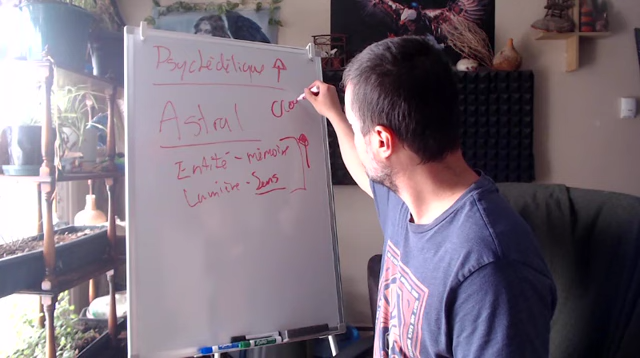 Psychédélique ↑
Astral
Entité - mémoire
Lumière - Sens